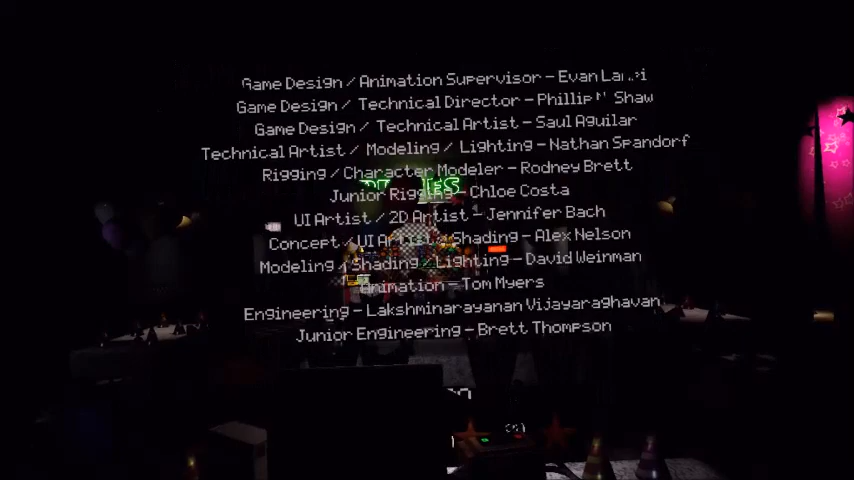 Game Design / Animation Supervisor - Evan
Game Design / Technical Director - Phillip N Shaw
Game Design / Technical Artist - Saul Aguilar
Technical Artist / Modeling / Lighting - Nathan Spandorf
Rigging / Character Modeler - Rodney Brett
Junior Rigging - Chloe Costa
UI Artist / 2D Artist - Jennifer Bach
Concept / UI Artist / Shading - Alex Nelson
Modeling / Shading / Lighting - David Weinman
Animation - Tom Myers
Engineering - Lakshminarayanan Vijayaraghavan
Junior Engineering - Brett Thompson